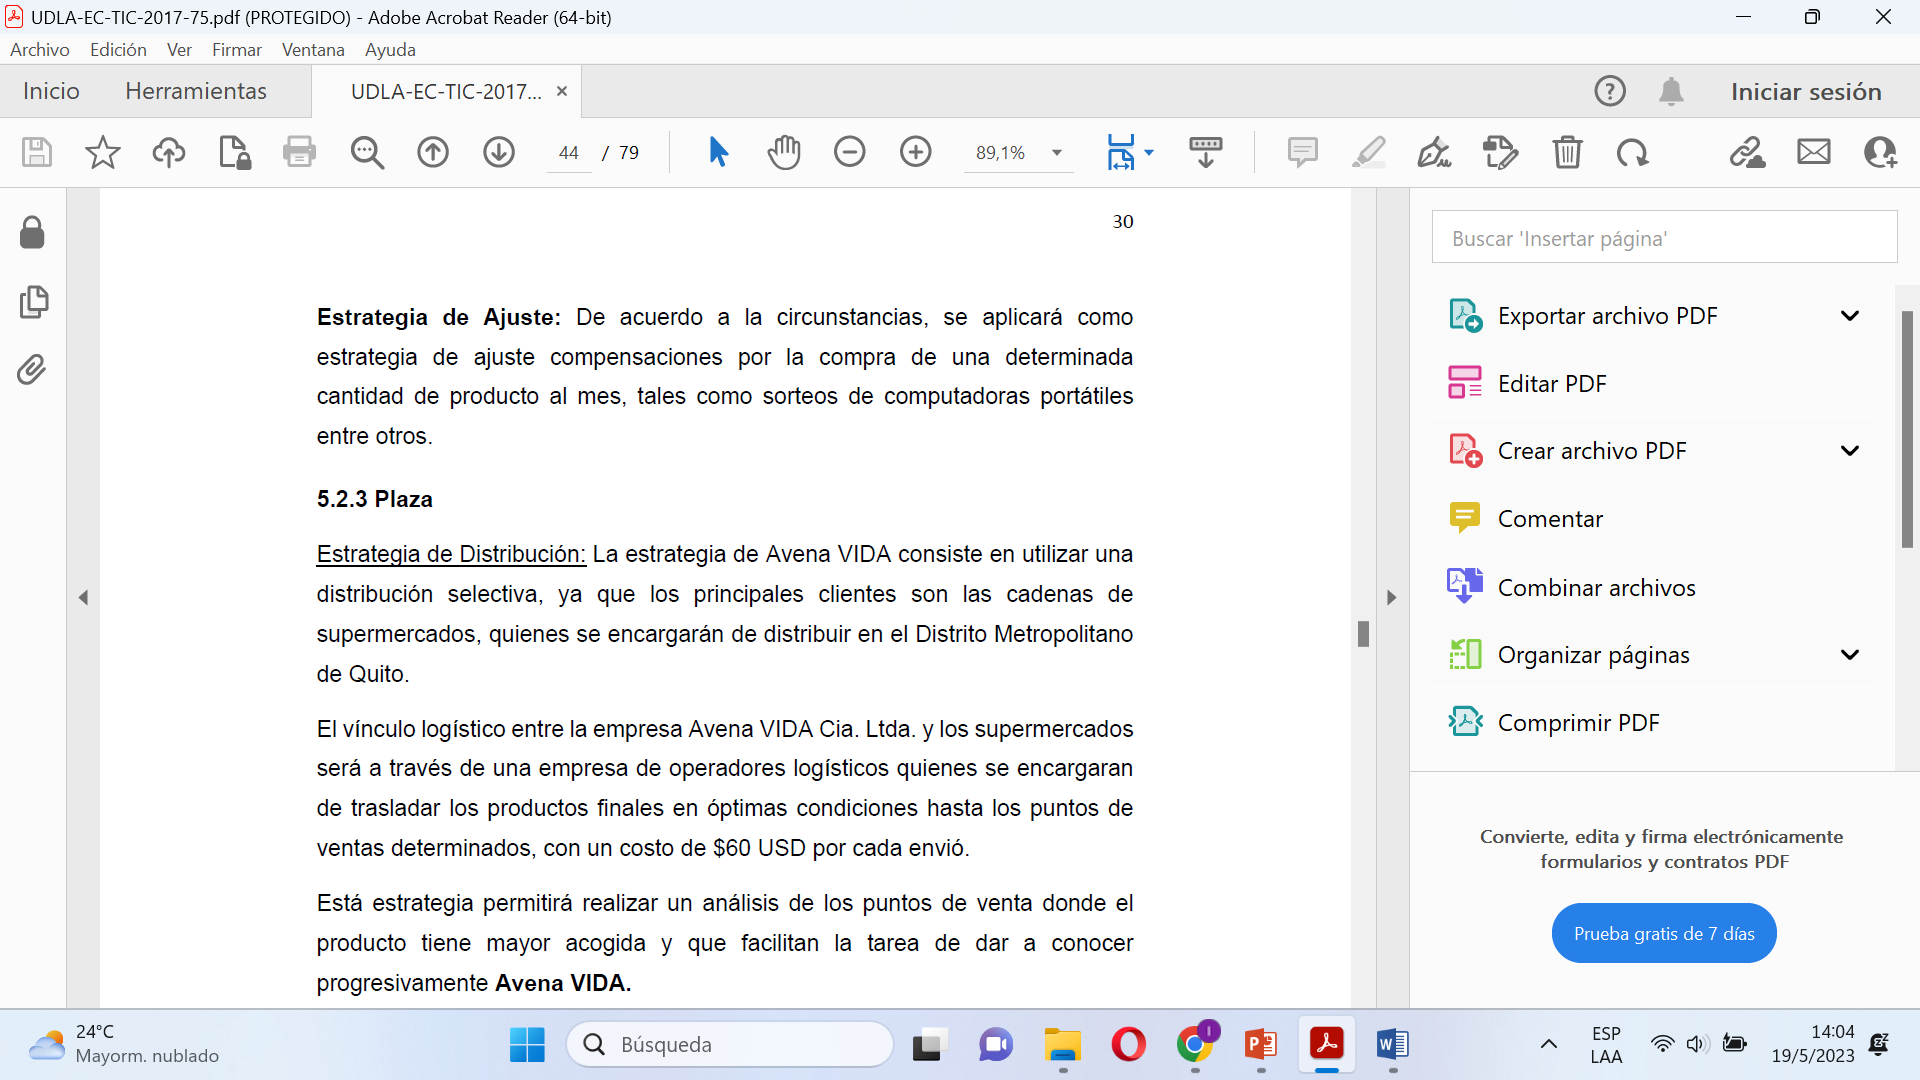 UDLA-EC-TIC-2017-75.pdf (PROTEGIDO) - Adobe Acrobat Reader (64-bit)
Archivo Edición Ver Firmar Ventana Ayuda
Inicio Herramientas UDLA-EC-TIC-2017... × Iniciar sesión
44 / 79 89,1%
30
Estrategia de Ajuste: De acuerdo a la circunstancias, se aplicará como
estrategia de ajuste compensaciones por la compra de una determinada
cantidad de producto al mes, tales como sorteos de computadoras portátiles
entre otros.
5.2.3 Plaza
Estrategia de Distribución: La estrategia de Avena VIDA consiste en utilizar una
distribución selectiva, ya que los principales clientes son las cadenas de
supermercados, quienes se encargarán de distribuir en el Distrito Metropolitano
de Quito.
El vínculo logístico entre la empresa Avena VIDA Cia. Ltda. y los supermercados
será a través de una empresa de operadores logísticos quienes se encargaran
de trasladar los productos finales en óptimas condiciones hasta los puntos de
ventas determinados, con un costo de $60 USD por cada envió.
Está estrategia permitirá realizar un análisis de los puntos de venta donde el
producto tiene mayor acogida y que facilitan la tarea de dar a conocer
progresivamente Avena VIDA.
Buscar 'Insertar página'
Exportar archivo PDF
Editar PDF
Crear archivo PDF
Comentar
Combinar archivos
Organizar páginas
Comprimir PDF
Convierte, edita y firma electrónicamente
formularios y contratos PDF
Prueba gratis de 7 días
24°C
Mayorm. nublado
Búsqueda
ESP
LAA
14:04
19/5/2023